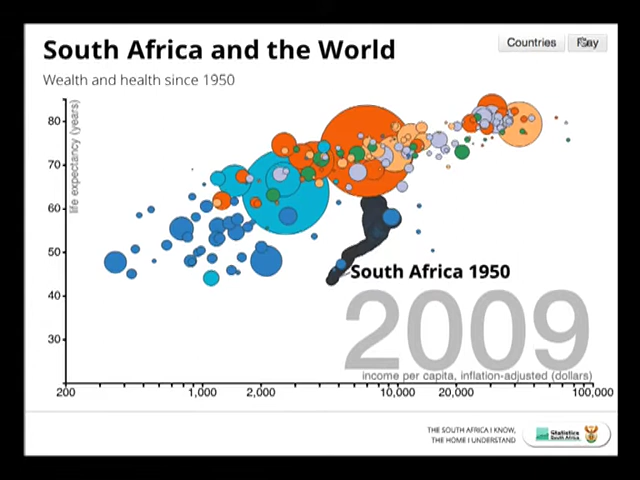 South Africa and the World
Countries
Wealth and health since 1950
life expectancy (years)
80
70
60
50
40
30
South Africa 1950
2009
income per capita, inflation-adjusted (dollars)
200
1,000
2,000
10,000
20,000
100,000
THE SOUTH AFRICA I KNOW,
THE HOME I UNDERSTAND
Statistics
South Africa